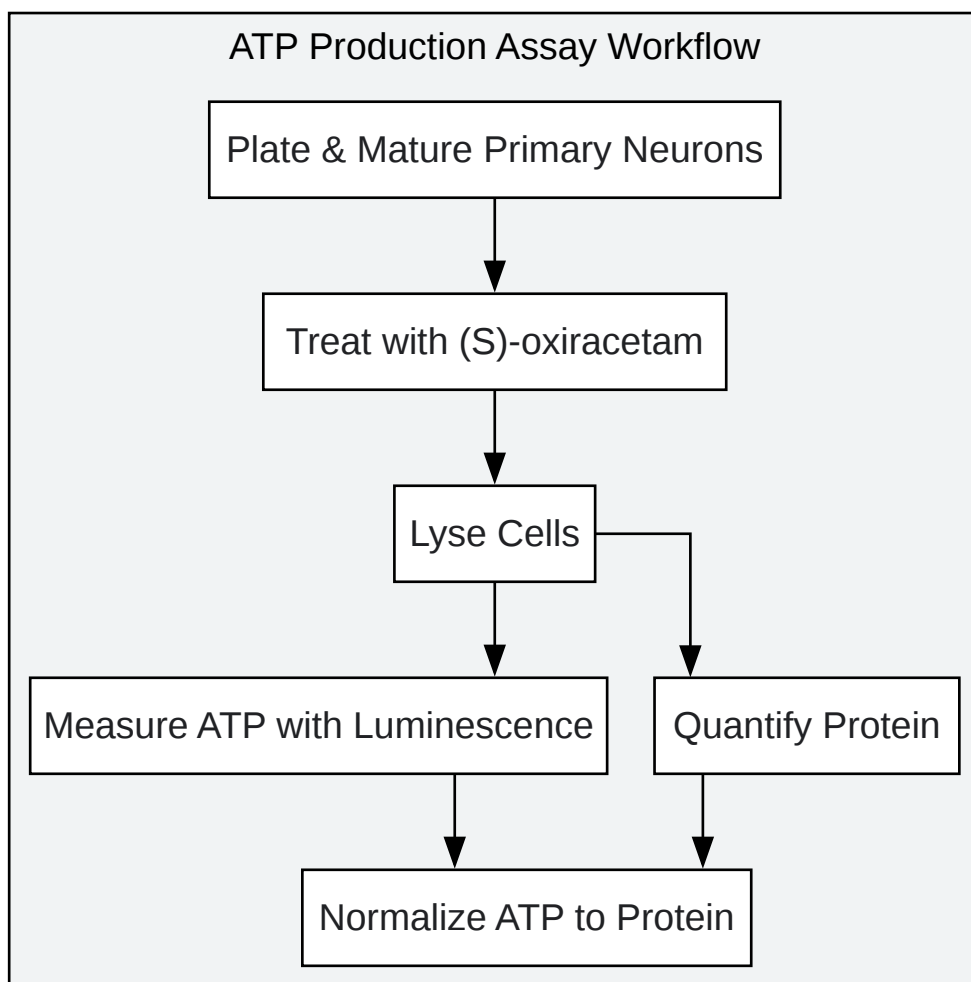 ATP Production Assay Workflow
Plate & Mature Primary Neurons
Treat with (S)-oxiracetam
Lyse Cells
Measure ATP with Luminescence
Quantify Protein
Normalize ATP to Protein